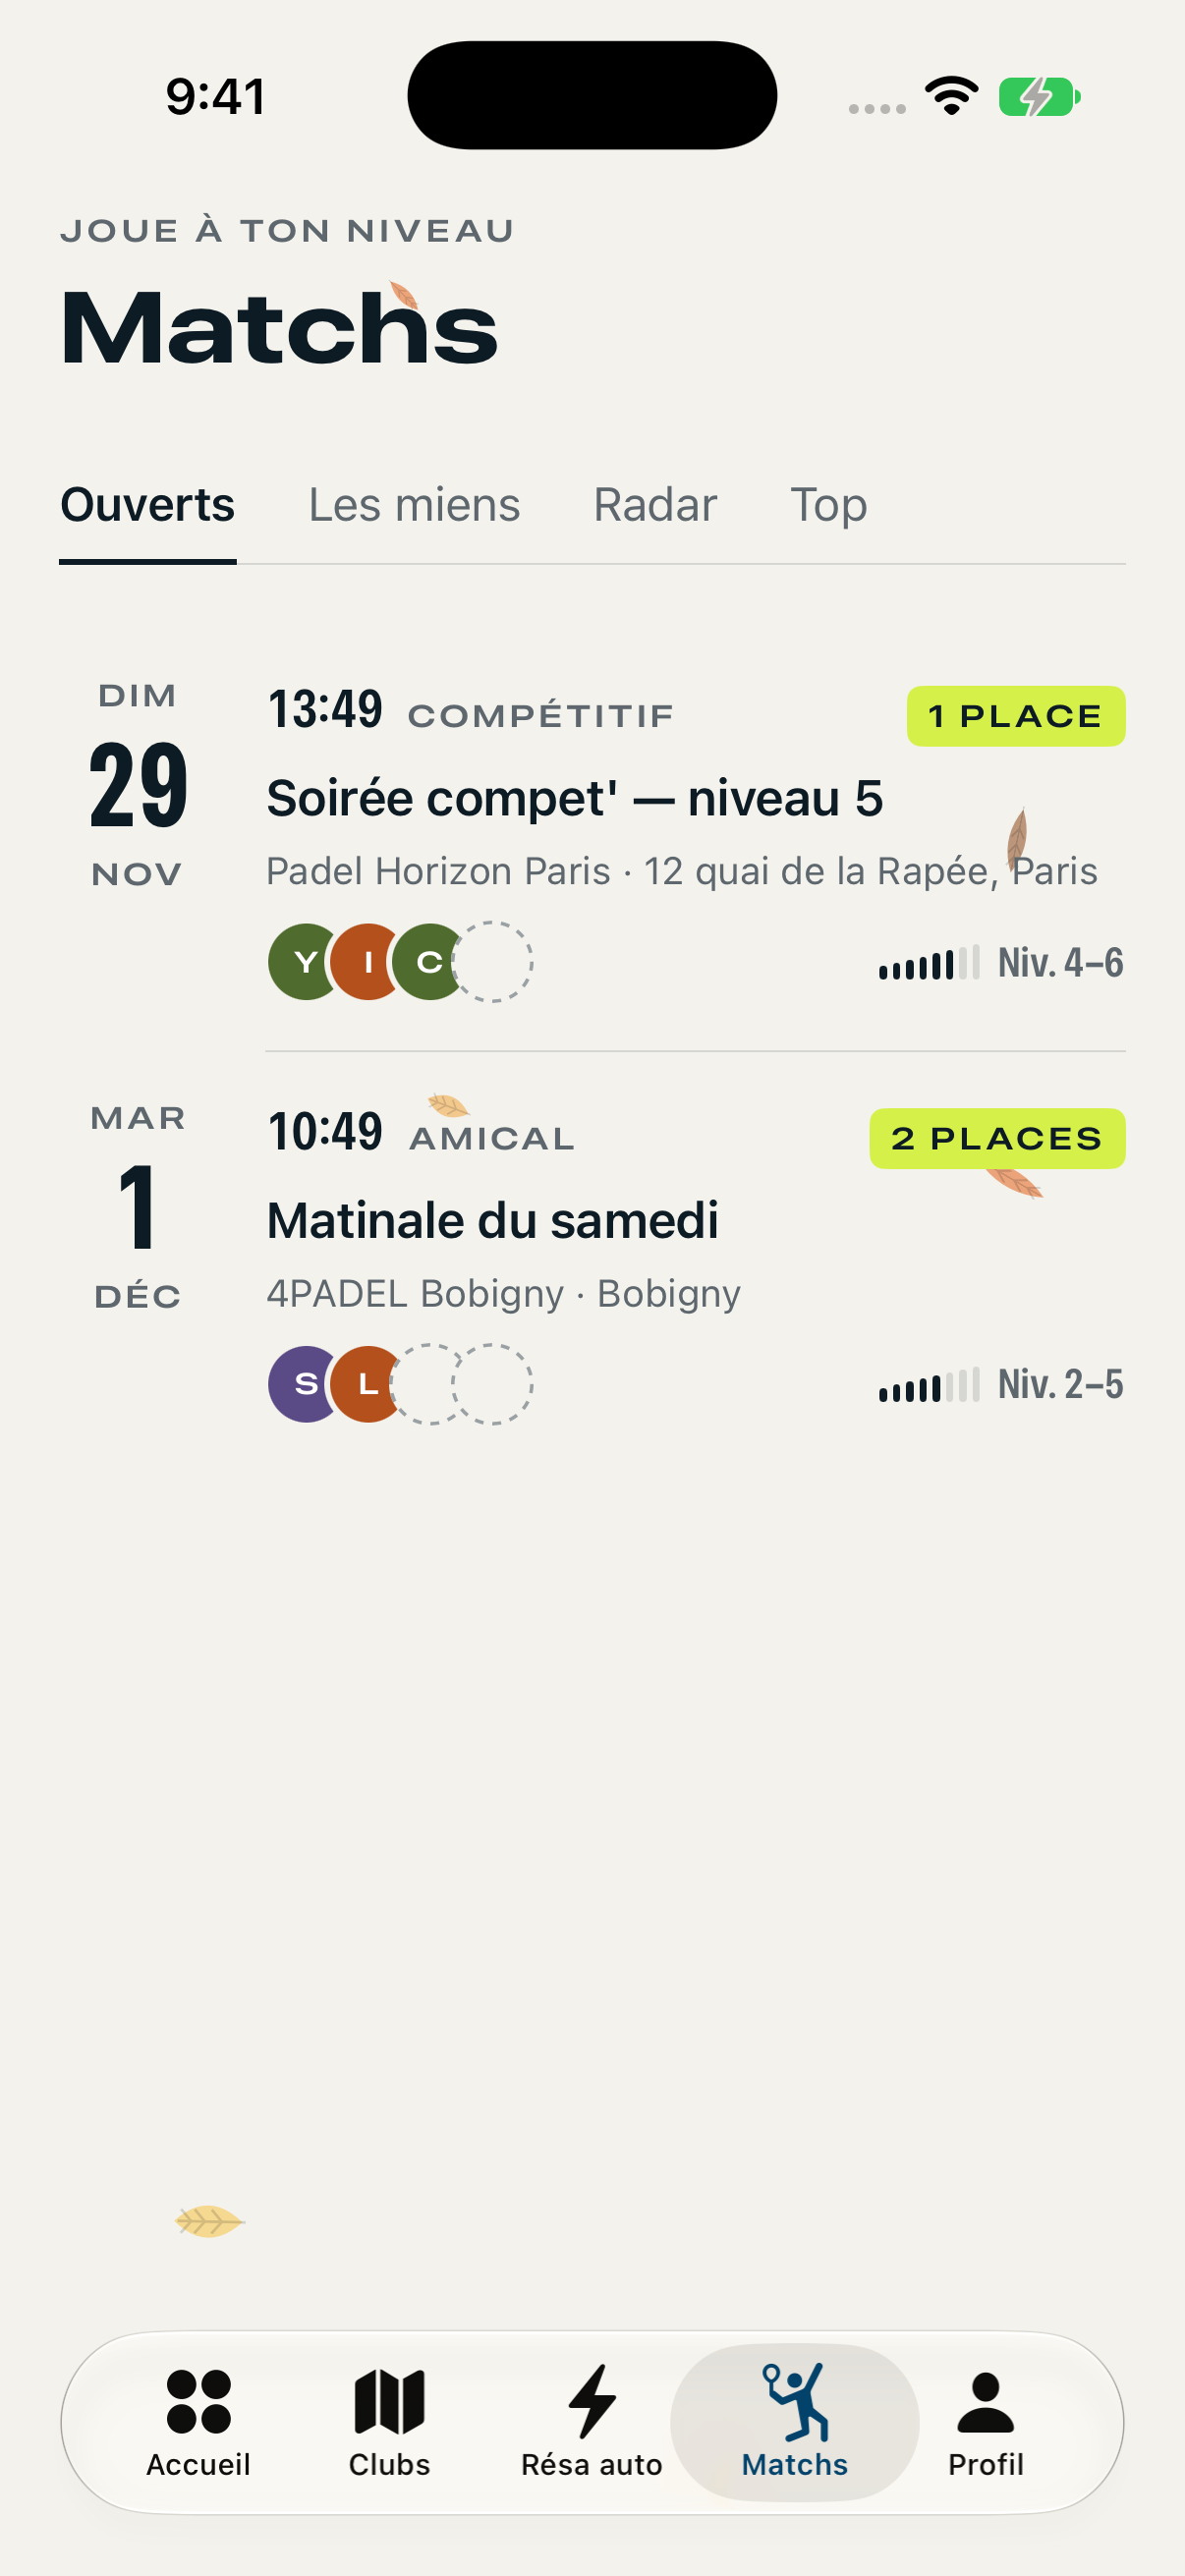 9:41
JOUE À TON NIVEAU
Matchs
Ouverts Les miens Radar Top
DIM
29
NOV
13:49 COMPÉTITIF 1 PLACE
Soirée compet' — niveau 5
Padel Horizon Paris · 12 quai de la Rapée, Paris
Y I C Niv. 4–6
MAR
1
DÉC
10:49 AMICAL 2 PLACES
Matinale du samedi
4PADEL Bobigny · Bobigny
S L Niv. 2–5
Accueil Clubs Résa auto Matchs Profil